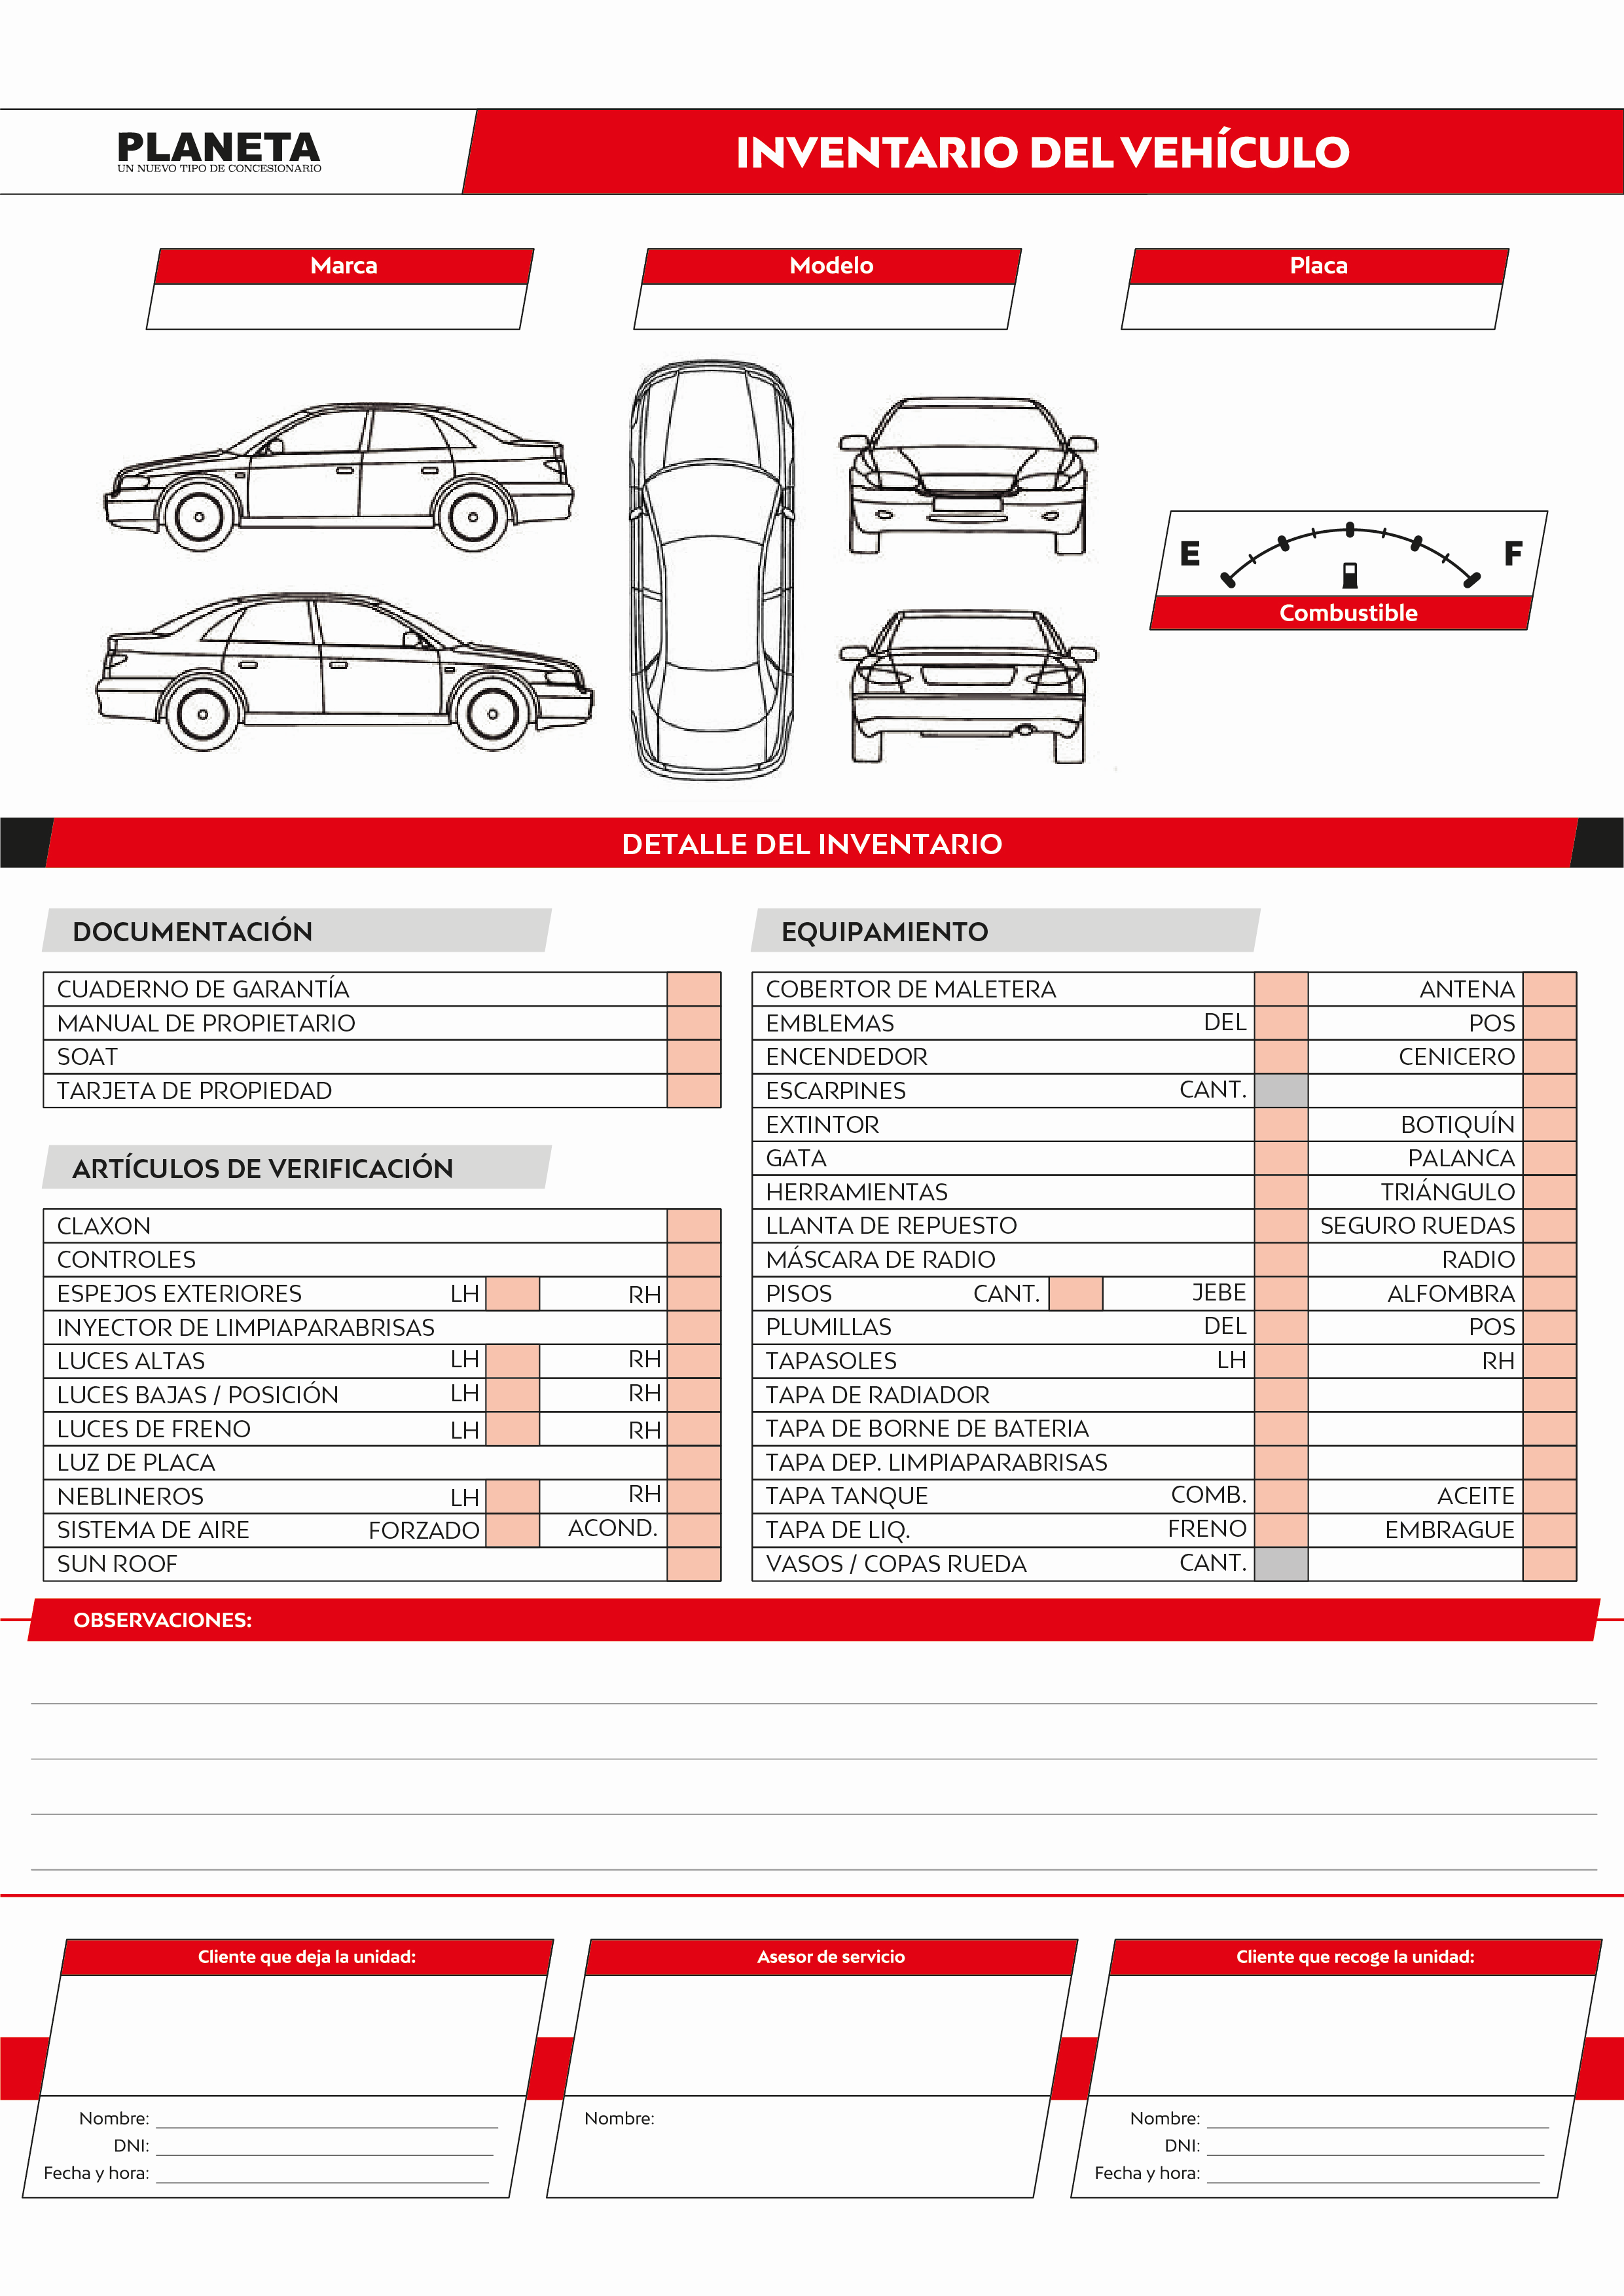 PLANETA
UN NUEVO TIPO DE CONCESIONARIO
INVENTARIO DEL VEHÍCULO
Marca
Modelo
Placa
E F
Combustible
DETALLE DEL INVENTARIO
DOCUMENTACIÓN
CUADERNO DE GARANTÍA
MANUAL DE PROPIETARIO
SOAT
TARJETA DE PROPIEDAD
ARTÍCULOS DE VERIFICACIÓN
CLAXON
CONTROLES
ESPEJOS EXTERIORES LH RH
INYECTOR DE LIMPIAPARABRISAS
LUCES ALTAS LH RH
LUCES BAJAS / POSICIÓN LH RH
LUCES DE FRENO LH RH
LUZ DE PLACA
NEBLINEROS LH RH
SISTEMA DE AIRE FORZADO ACOND.
SUN ROOF
EQUIPAMIENTO
COBERTOR DE MALETERA ANTENA
EMBLEMAS DEL POS
ENCENDEDOR CENICERO
ESCARPINES CANT.
EXTINTOR BOTIQUÍN
GATA PALANCA
HERRAMIENTAS TRIÁNGULO
LLANTA DE REPUESTO SEGURO RUEDAS
MÁSCARA DE RADIO RADIO
PISOS CANT. JEBE ALFOMBRA
PLUMILLAS DEL POS
TAPASOLES LH RH
TAPA DE RADIADOR
TAPA DE BORNE DE BATERIA
TAPA DEP. LIMPIAPARABRISAS
TAPA TANQUE COMB. ACEITE
TAPA DE LIQ. FRENO EMBRAGUE
VASOS / COPAS RUEDA CANT.
OBSERVACIONES:
Cliente que deja la unidad:
Nombre:
DNI:
Fecha y hora:
Asesor de servicio
Nombre:
Cliente que recoge la unidad:
Nombre:
DNI:
Fecha y hora: